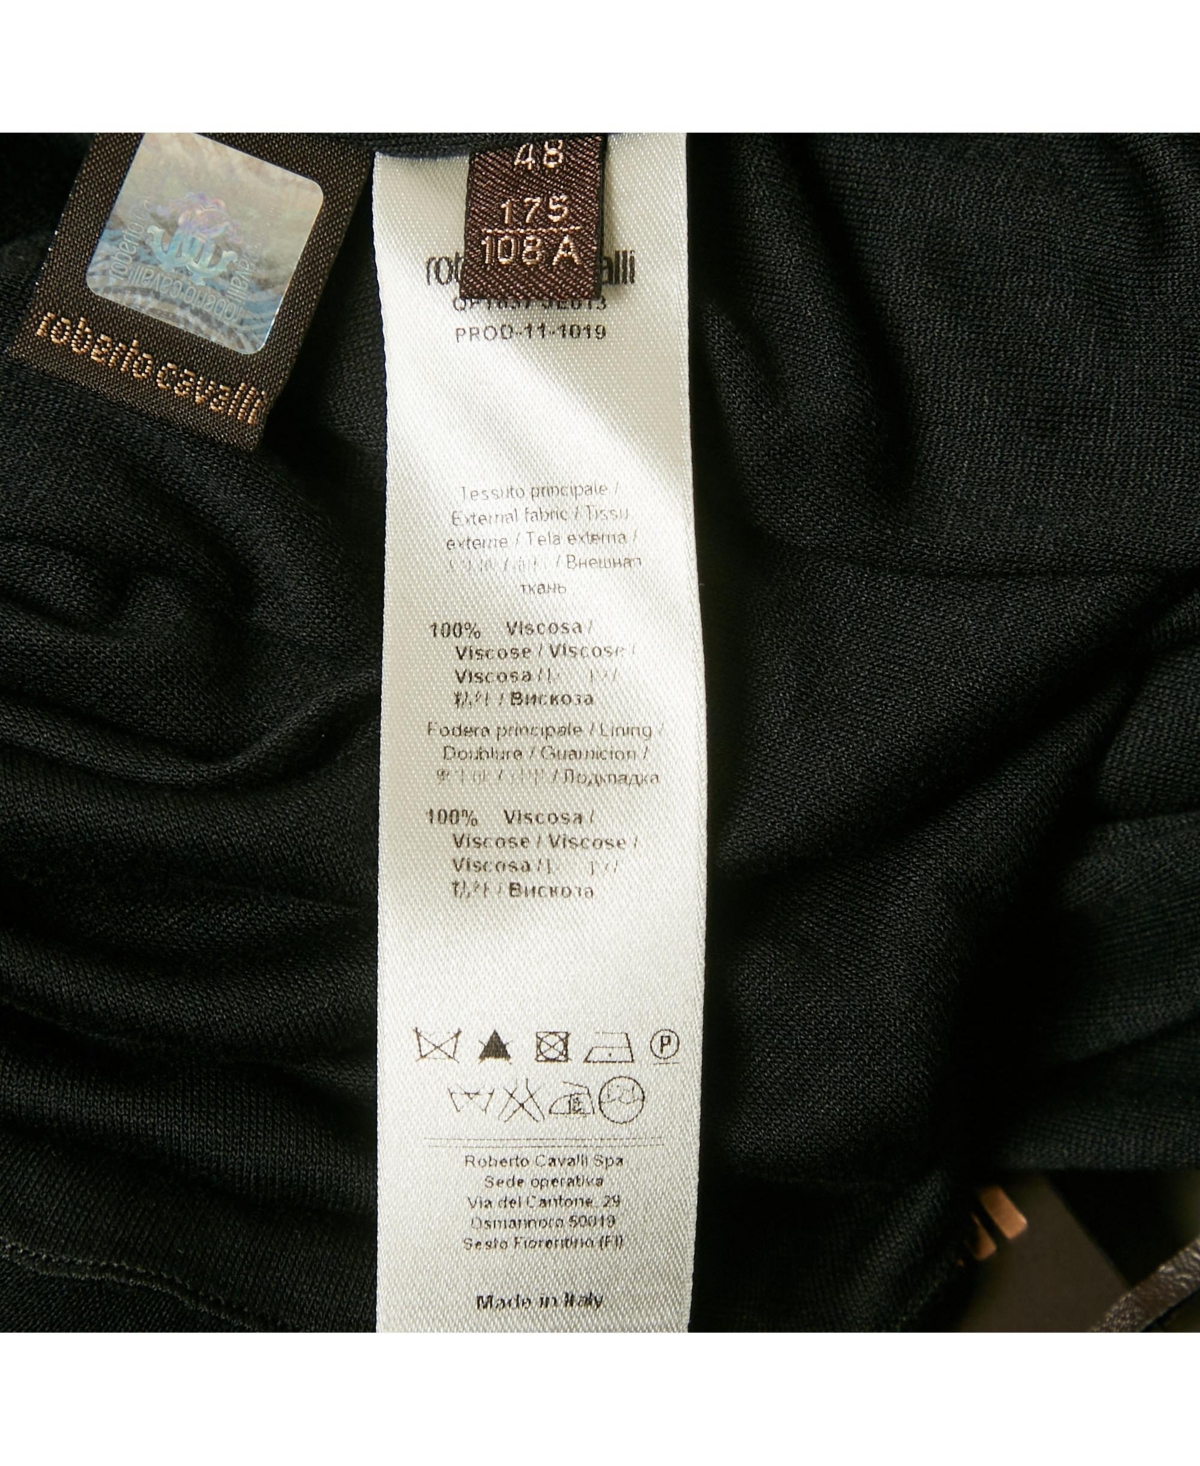 roberto cavalli
48
175
108A
PROD-11-1019
Tessuto principale /
External fabric / Tissu
externe / Tela externa /
/ Внешняя
ткань
100% Viscosa /
Viscose / Viscose /
Viscosa /
/ Вискоза
Fodera principale / Lining /
Doublure / Guarnicion /
/ Подкладка
100% Viscosa /
Viscose / Viscose /
Viscosa /
/ Вискоза
P
Roberto Cavalli Spa
Sede operativa
Via del Cantone, 29
Osmannoro 50019
Sesto Fiorentino (FI)
Made in Italy